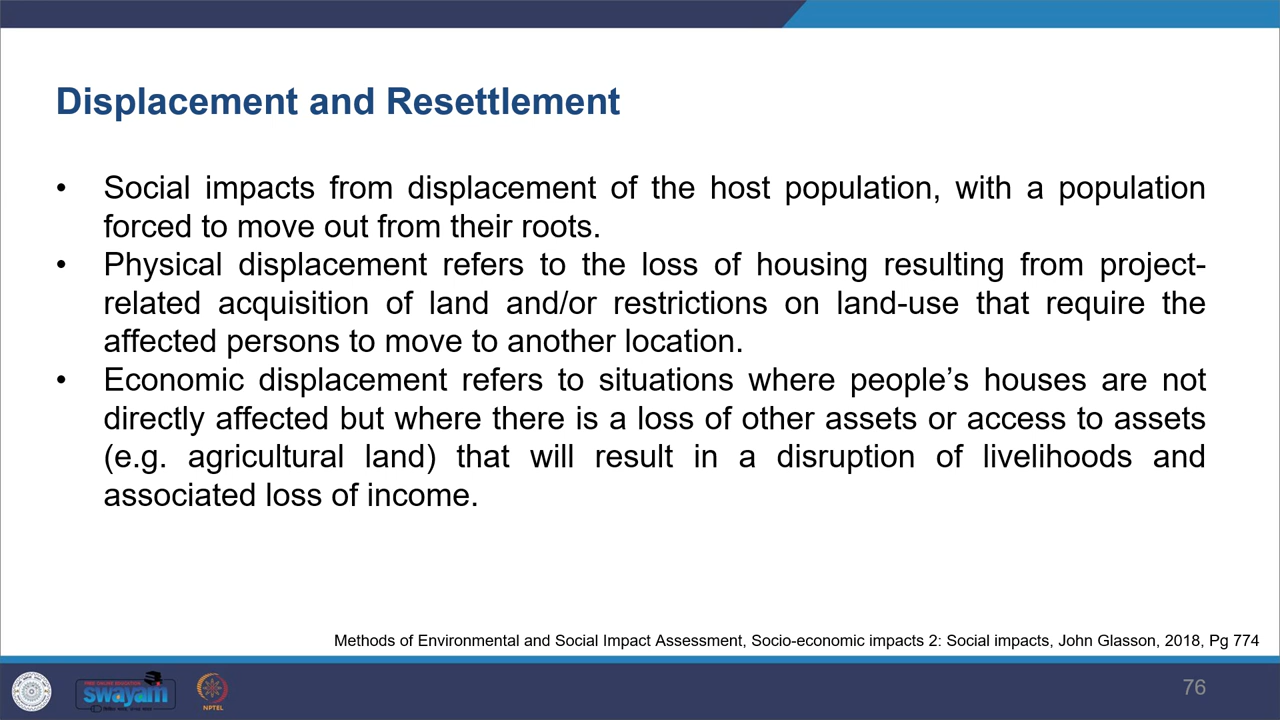 Displacement and Resettlement
• Social impacts from displacement of the host population, with a population
forced to move out from their roots.
• Physical displacement refers to the loss of housing resulting from project-
related acquisition of land and/or restrictions on land-use that require the
affected persons to move to another location.
• Economic displacement refers to situations where people’s houses are not
directly affected but where there is a loss of other assets or access to assets
(e.g. agricultural land) that will result in a disruption of livelihoods and
associated loss of income.
Methods of Environmental and Social Impact Assessment, Socio-economic impacts 2: Social impacts, John Glasson, 2018, Pg 774
swayam
NPTEL
76